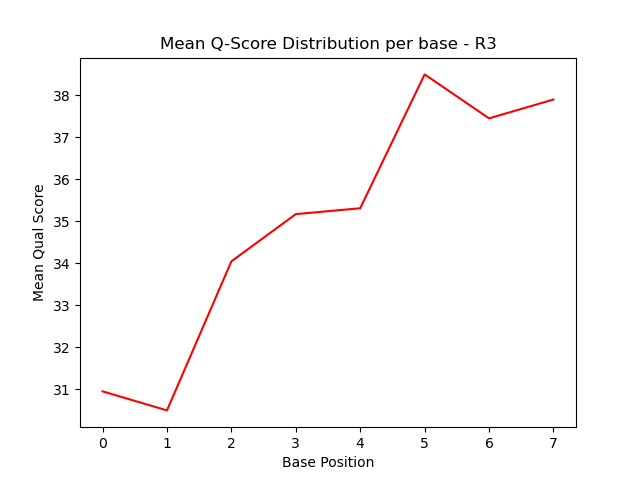 Mean Q-Score Distribution per base - R3
Mean Qual Score
38
37
36
35
34
33
32
31
0 1 2 3 4 5 6 7
Base Position